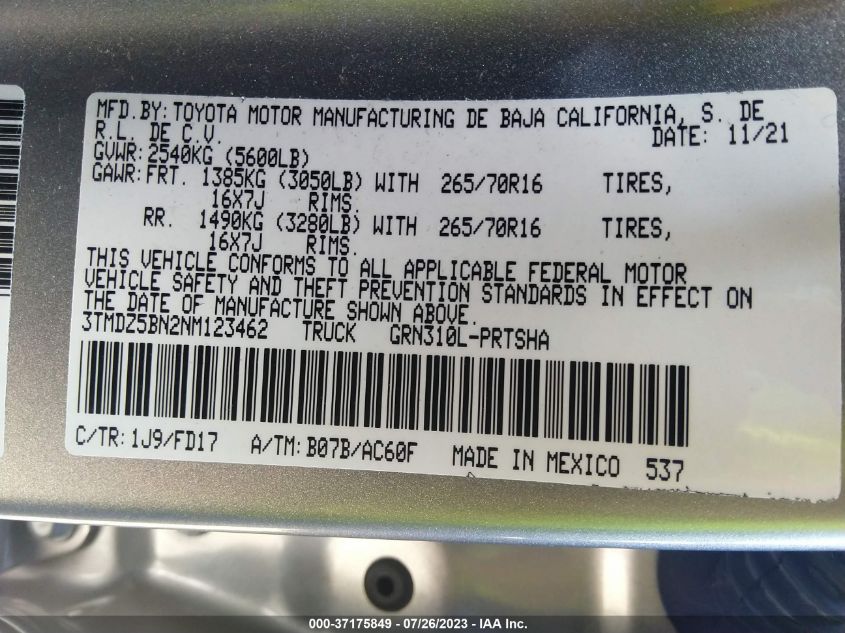 MFD.BY:TOYOTA MOTOR MANUFACTURING DE BAJA CALIFORNIA, S. DE
R.L. DE C.V. DATE: 11/21
GVWR:2540KG (5600LB)
GAWR:FRT. 1385KG (3050LB) WITH 265/70R16 TIRES,
16X7J RIMS.
RR. 1490KG (3280LB) WITH 265/70R16 TIRES,
16X7J RIMS.
THIS VEHICLE CONFORMS TO ALL APPLICABLE FEDERAL MOTOR
VEHICLE SAFETY AND THEFT PREVENTION STANDARDS IN EFFECT ON
THE DATE OF MANUFACTURE SHOWN ABOVE.
3TMDZ5BN2NM123462 TRUCK GRN310L-PRTSHA
C/TR:1J9/FD17 A/TM:B07B/AC60F MADE IN MEXICO 537
000-37175849 - 07/26/2023 - IAA Inc.